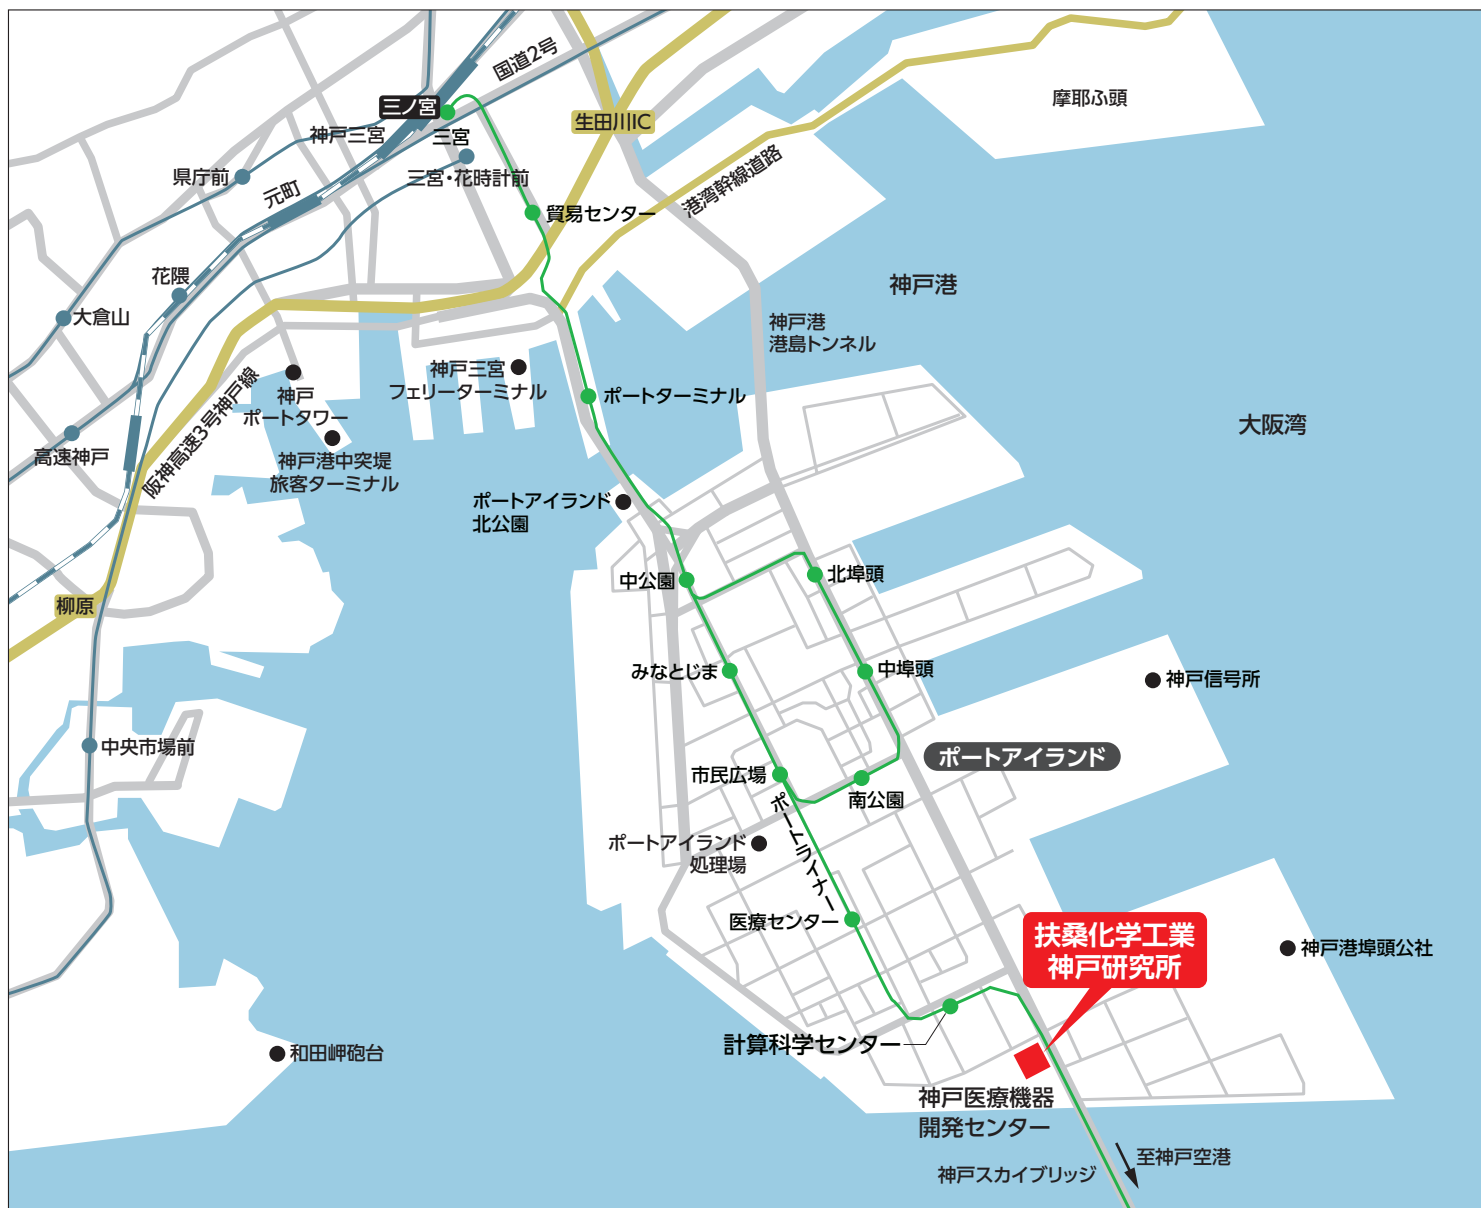 国道2号
摩耶ふ頭
三ノ宮
生田川IC
神戸三宮
三宮
県庁前
三宮・花時計前
元町
港湾幹線道路
貿易センター
花隈
神戸港
大倉山
神戸港
港島トンネル
神戸三宮
フェリーターミナル
神戸
ポートタワー
ポートターミナル
大阪湾
阪神高速3号神戸線
高速神戸
神戸港中突堤
旅客ターミナル
ポートアイランド
北公園
中公園
北埠頭
柳原
みなとじま
中埠頭
神戸信号所
中央市場前
ポートアイランド
市民広場
南公園
ポートライナー
ポートアイランド
処理場
医療センター
扶桑化学工業
神戸研究所
神戸港埠頭公社
計算科学センター
和田岬砲台
神戸医療機器
開発センター
至神戸空港
神戸スカイブリッジ